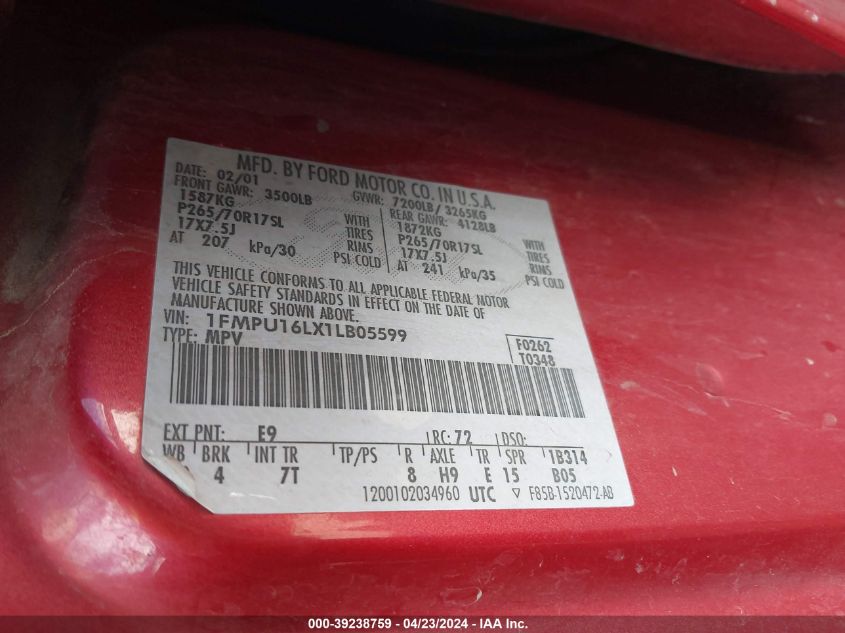 MFD. BY FORD MOTOR CO. IN U.S.A.
DATE: 02/01 GVWR: 7200LB/ 3265KG
FRONT GAWR: 3500LB REAR GAWR: 4128LB
1587KG WITH 1872KG WITH
P265/70R17SL TIRES P265/70R17SL TIRES
17X7.5J RIMS 17X7.5J RIMS
AT 207 kPa/30 PSI COLD AT 241 kPa/35 PSI COLD
THIS VEHICLE CONFORMS TO ALL APPLICABLE FEDERAL MOTOR
VEHICLE SAFETY STANDARDS IN EFFECT ON THE DATE OF
MANUFACTURE SHOWN ABOVE.
VIN: 1FMPU16LX1LB05599
TYPE: MPV
F0262
T0348
EXT PNT: E9 RC: 72 DSO:
WB BRK INT TR TP/PS R AXLE TR SPR 1B314
4 7T 8 H9 E 15 B05
1200102034960 UTC ▽ F85B-1520472-AB
000-39238759 - 04/23/2024 - IAA Inc.